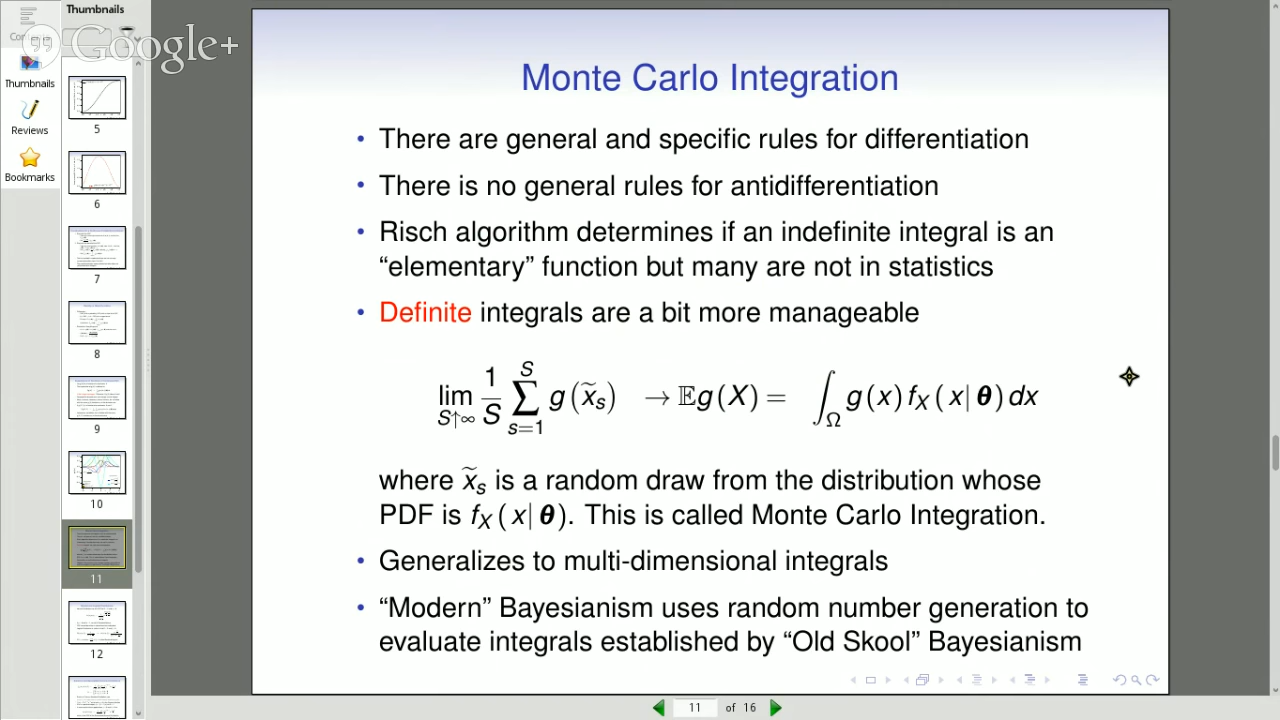 Thumbnails
Google+
Thumbnails
Reviews
Bookmarks
5
6
7
8
9
10
11
12
Monte Carlo Integration
• There are general and specific rules for differentiation
• There is no general rules for antidifferentiation
• Risch algorithm determines if an indefinite integral is an
“elementary” function but many are not in statistics
• Definite integrals are a bit more manageable
lim S↑∞ 1/S ∑ s=1 S g(x̃ₛ) → 𝔼g(X) = ∫Ω g(x) f_X(x|θ) dx
where x̃ₛ is a random draw from the distribution whose
PDF is f_X(x|θ). This is called Monte Carlo Integration.
• Generalizes to multi-dimensional integrals
• “Modern” Bayesianism uses random number generation to
evaluate integrals established by “Old Skool” Bayesianism
11 of 16